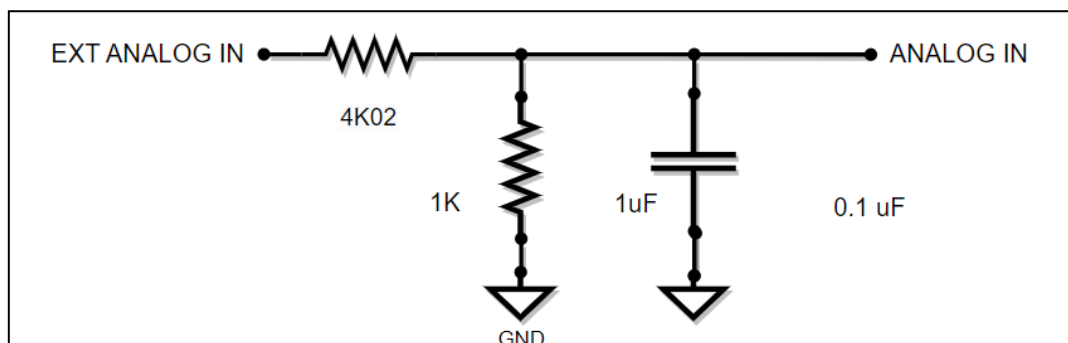 EXT ANALOG IN
ANALOG IN
4K02
1K
1uF
0.1 uF
GND